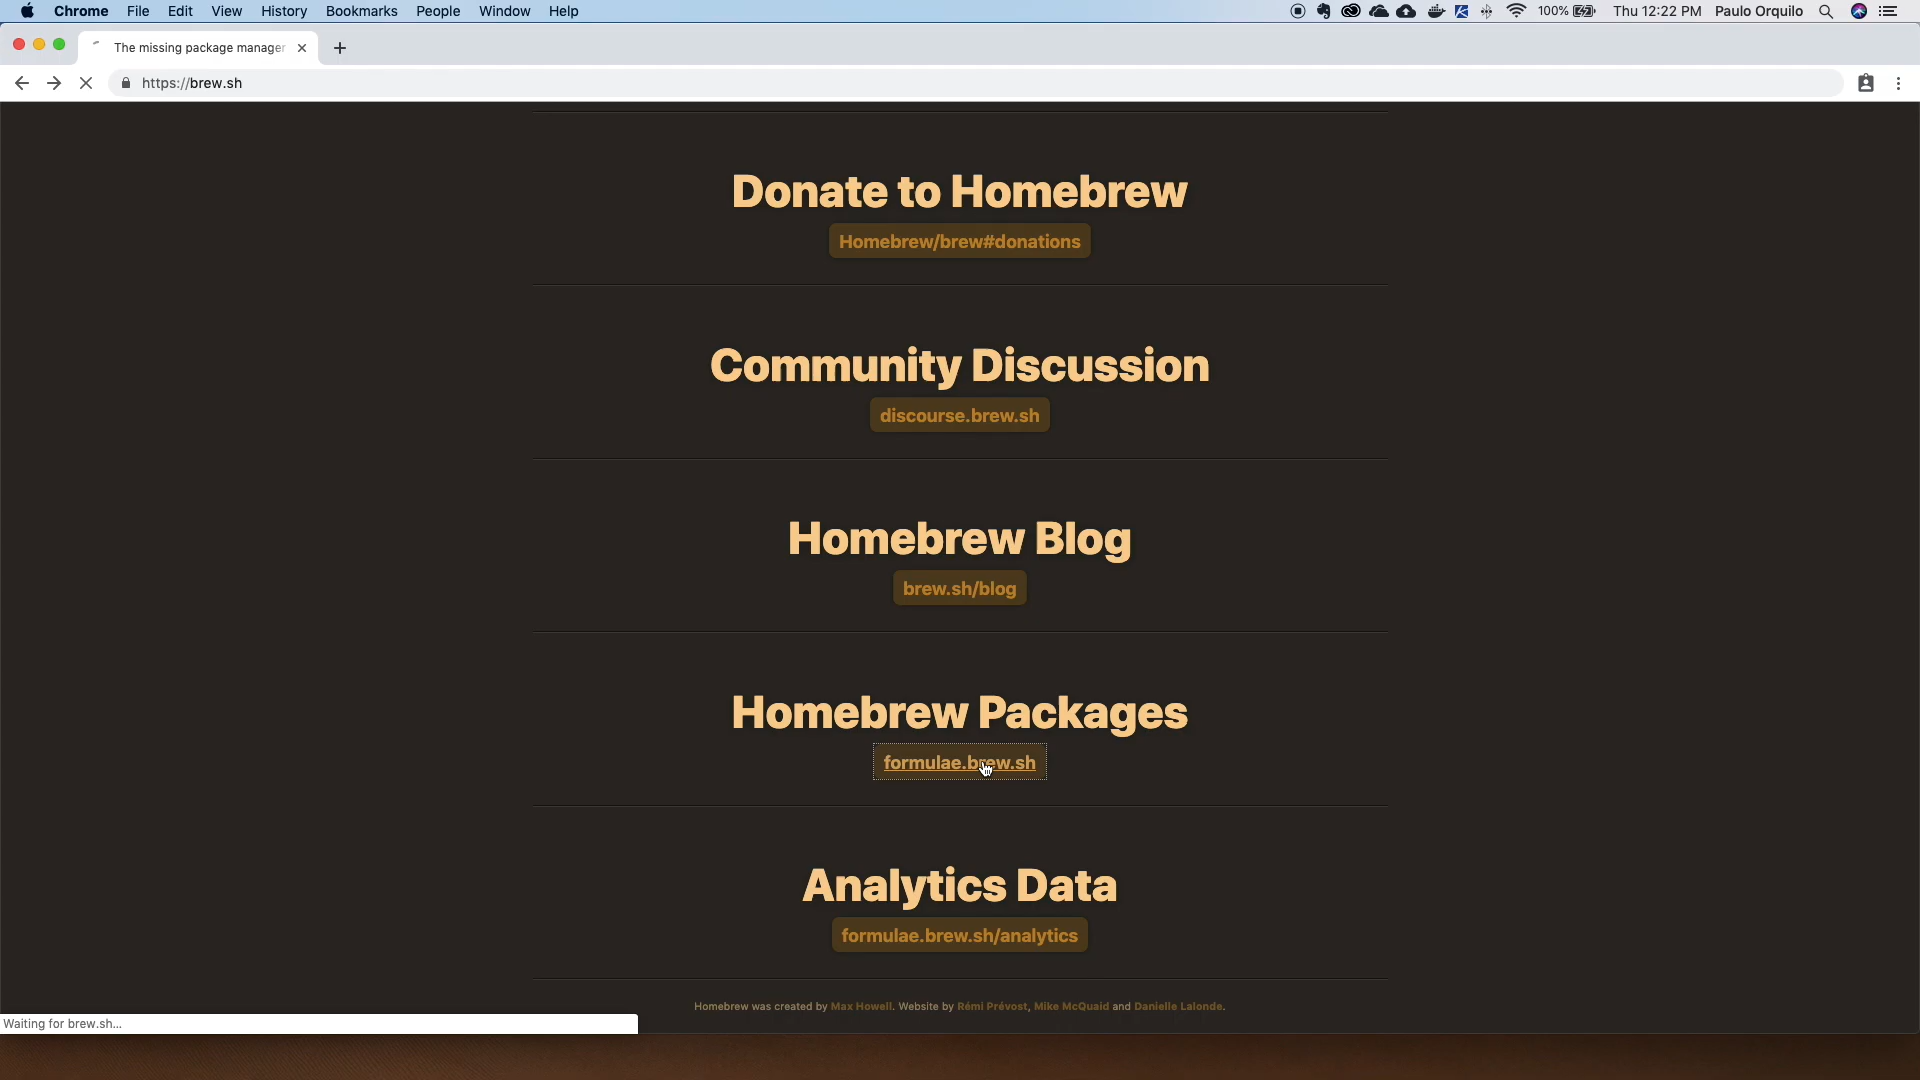 Chrome File Edit View History Bookmarks People Window Help 100% Thu 12:22 PM Paulo Orquilo
The missing package manager
https://brew.sh
Donate to Homebrew
Homebrew/brew#donations
Community Discussion
discourse.brew.sh
Homebrew Blog
brew.sh/blog
Homebrew Packages
formulae.brew.sh
Analytics Data
formulae.brew.sh/analytics
Homebrew was created by Max Howell. Website by Rémi Prévost, Mike McQuaid and Danielle Lalonde.
Waiting for brew.sh...